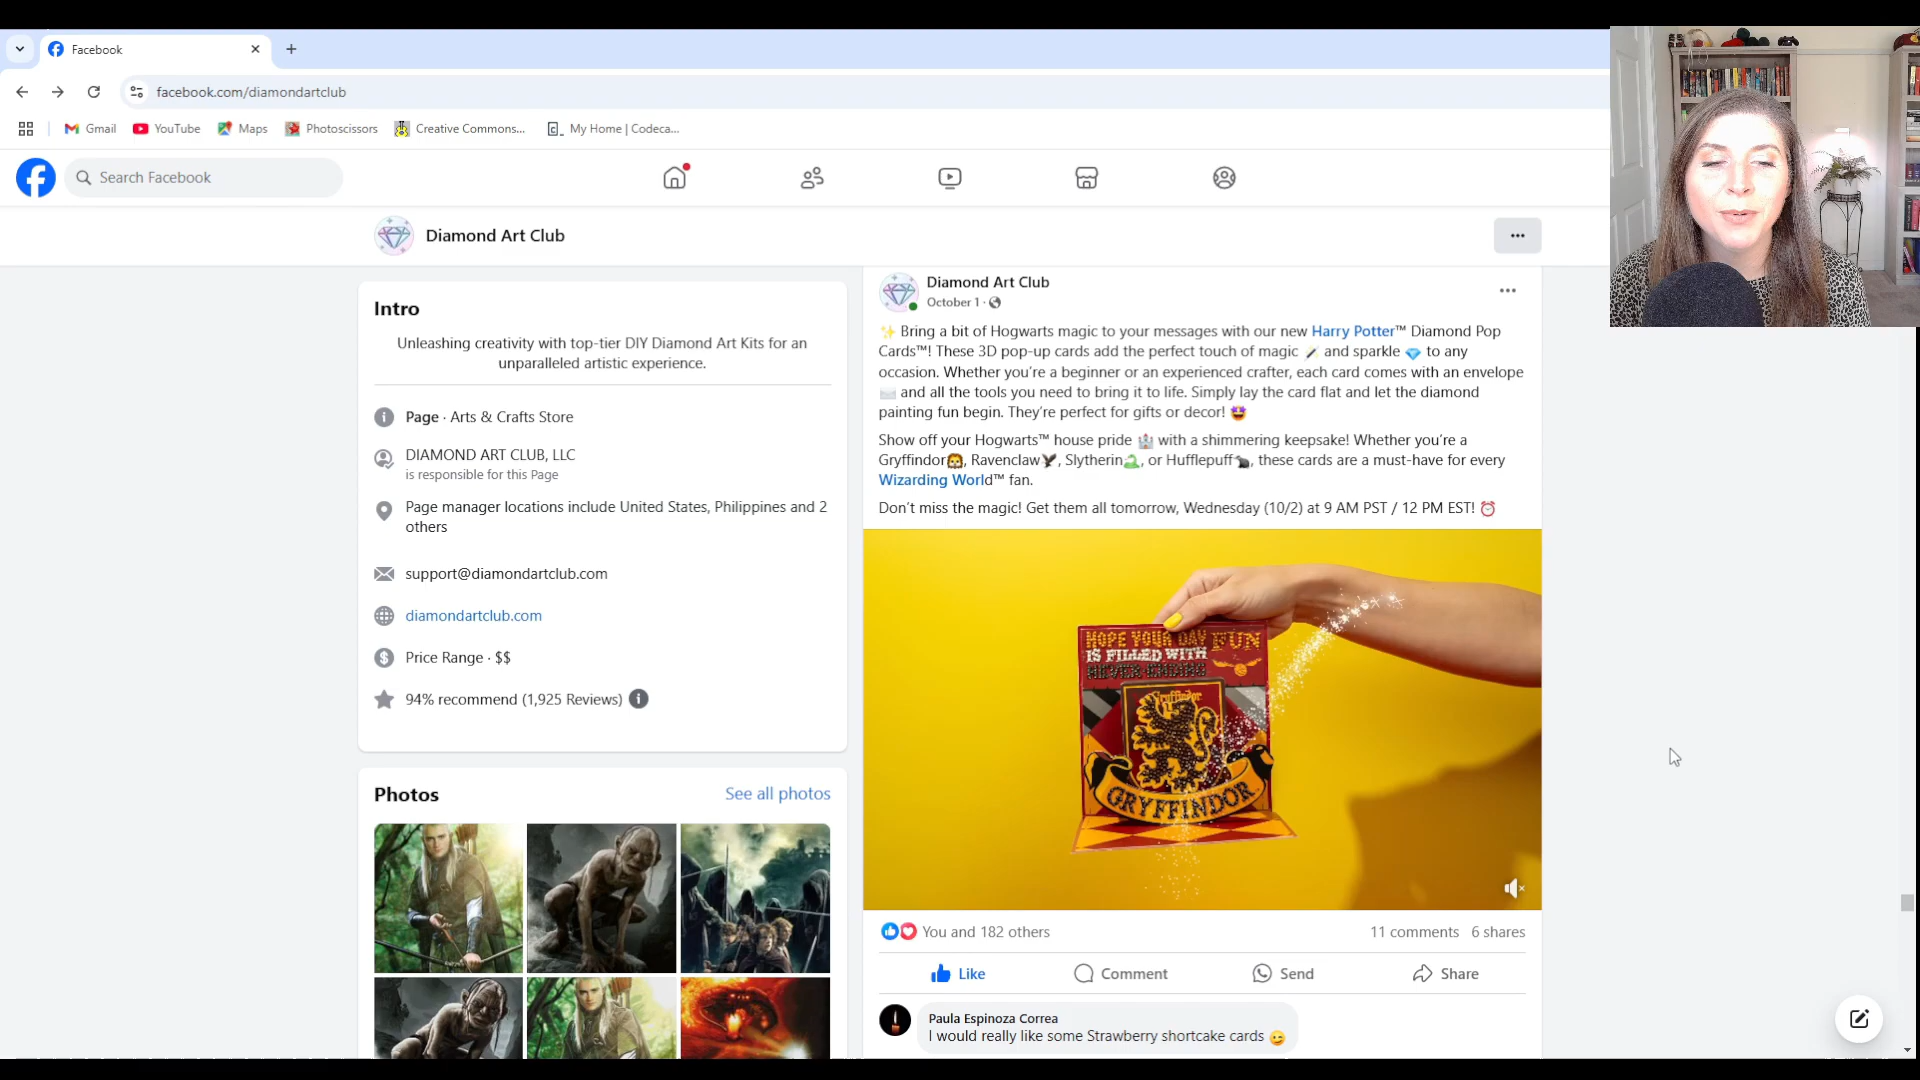 Facebook
facebook.com/diamondartclub
Gmail
YouTube
Maps
Photoscissors
Creative Commons...
My Home | Codeca...
Search Facebook
Diamond Art Club
Intro
Unleashing creativity with top-tier DIY Diamond Art Kits for an
unparalleled artistic experience.
Page · Arts & Crafts Store
DIAMOND ART CLUB, LLC
is responsible for this Page
Page manager locations include United States, Philippines and 2
others
support@diamondartclub.com
diamondartclub.com
Price Range · $$
94% recommend (1,925 Reviews)
Photos
See all photos
Diamond Art Club
October 1 ·
✨ Bring a bit of Hogwarts magic to your messages with our new Harry Potter™ Diamond Pop
Cards™! These 3D pop-up cards add the perfect touch of magic 🪄 and sparkle 💎 to any
occasion. Whether you're a beginner or an experienced crafter, each card comes with an envelope
✉️ and all the tools you need to bring it to life. Simply lay the card flat and let the diamond
painting fun begin. They're perfect for gifts or decor! 🤩
Show off your Hogwarts™ house pride 🏰 with a shimmering keepsake! Whether you're a
Gryffindor🦁, Ravenclaw🦅, Slytherin🐍, or Hufflepuff🦡, these cards are a must-have for every
Wizarding World™ fan.
Don't miss the magic! Get them all tomorrow, Wednesday (10/2) at 9 AM PST / 12 PM EST! ⏰
HOPE YOUR DAY FUN
IS FILLED WITH
NEVER-ENDING
Gryffindor
GRYFFINDOR
You and 182 others
11 comments 6 shares
Like
Comment
Send
Share
Paula Espinoza Correa
I would really like some Strawberry shortcake cards 😉